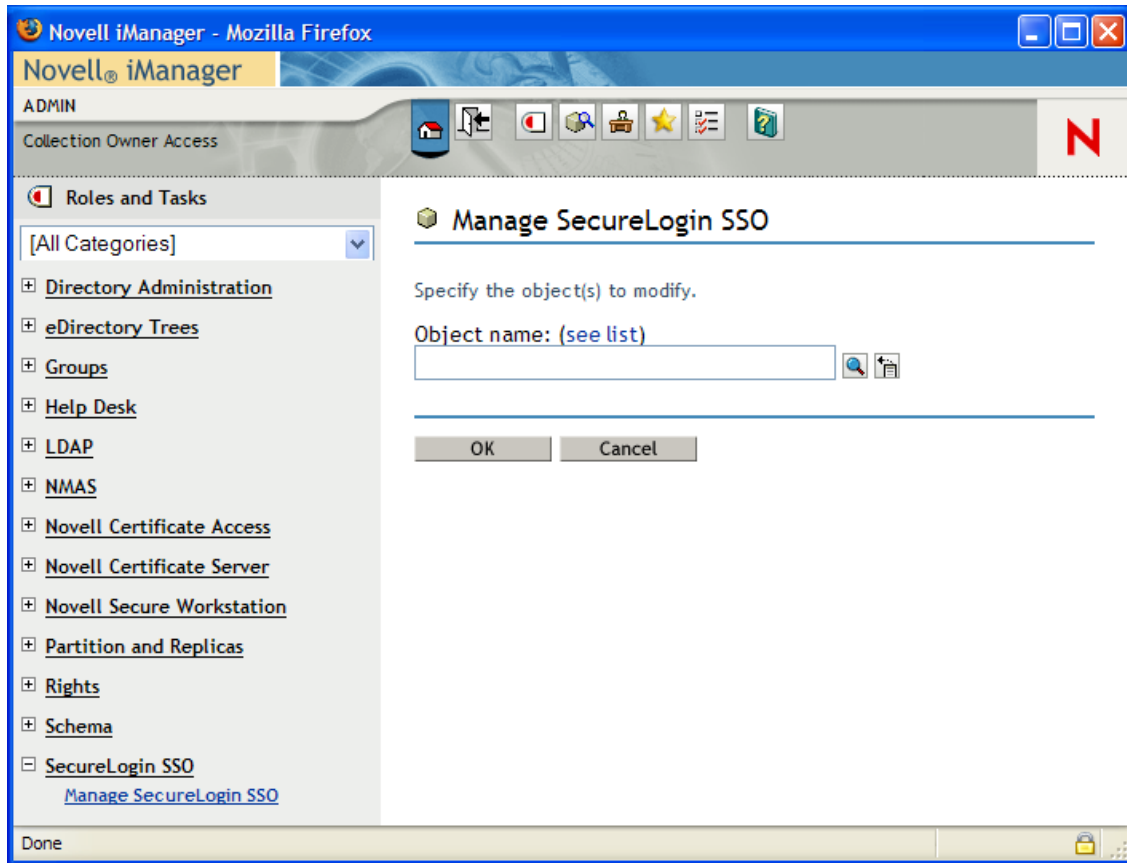 Novell iManager - Mozilla Firefox
Novell® iManager
ADMIN
Collection Owner Access
N
Roles and Tasks
[All Categories]
Directory Administration
eDirectory Trees
Groups
Help Desk
LDAP
NMAS
Novell Certificate Access
Novell Certificate Server
Novell Secure Workstation
Partition and Replicas
Rights
Schema
SecureLogin SSO
Manage SecureLogin SSO
Manage SecureLogin SSO
Specify the object(s) to modify.
Object name: (see list)
OK
Cancel
Done